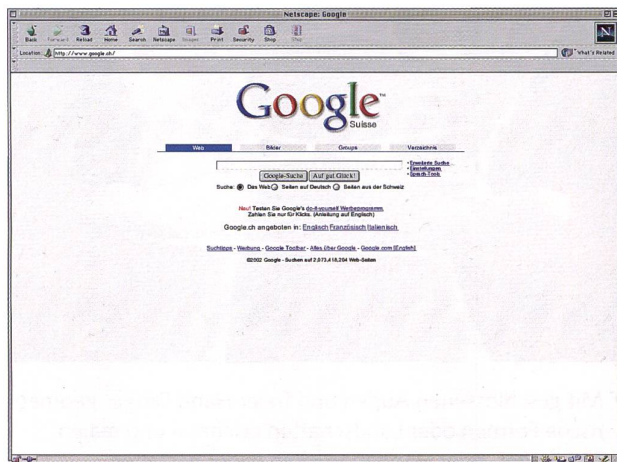 Netscape: Google
Back Forward Reload Home Search Netscape Images Print Security Shop Stop
Location: http://www.google.ch/ What's Related
Google™
Suisse
Web Bilder Groups Verzeichnis
Google-Suche Auf gut Glück!
• Erweiterte Suche
• Einstellungen
• Sprach-Tools
Suche: Das Web Seiten auf Deutsch Seiten aus der Schweiz
Neu! Testen Sie Google's do-it-yourself Werbeprogramm.
Zahlen Sie nur für Klicks. (Anleitung auf Englisch)
Google.ch angeboten in: Englisch Französisch Italienisch
Suchtipps - Werbung - Google Toolbar - Alles über Google - Google.com [English]
©2002 Google - Suchen auf 2,073,418,204 Web-Seiten